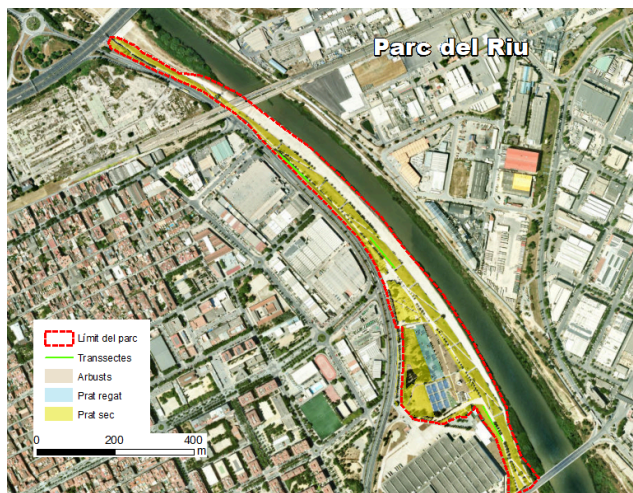 Parc del Riu
Límit del parc
Transsectes
Arbusts
Prat regat
Prat sec
0 200 400
m